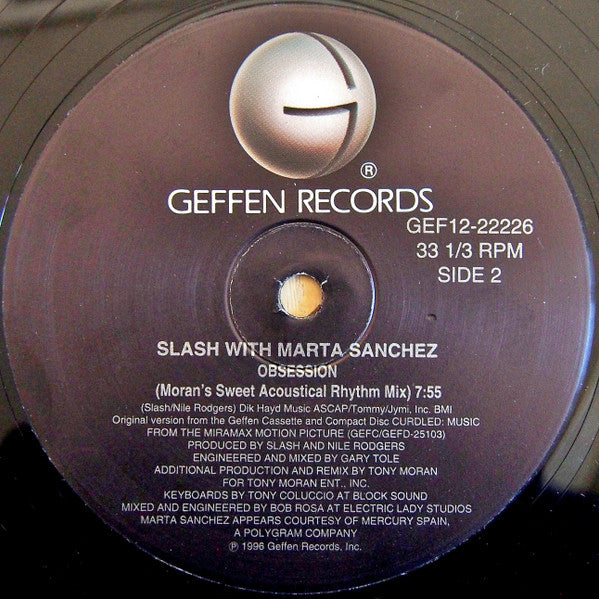 ®
GEFFEN RECORDS
GEF12-22226
33 1/3 RPM
SIDE 2
SLASH WITH MARTA SANCHEZ
OBSESSION
(Moran's Sweet Acoustical Rhythm Mix) 7:55
(Slash/Nile Rodgers) Dik Hayd Music ASCAP/Tommy/Jymi, Inc. BMI
Original version from the Geffen Cassette and Compact Disc CURDLED: MUSIC
FROM THE MIRAMAX MOTION PICTURE (GEFC/GEFD-25103)
PRODUCED BY SLASH AND NILE RODGERS
ENGINEERED AND MIXED BY GARY TOLE
ADDITIONAL PRODUCTION AND REMIX BY TONY MORAN
FOR TONY MORAN ENT., INC.
KEYBOARDS BY TONY COLUCCIO AT BLOCK SOUND
MIXED AND ENGINEERED BY BOB ROSA AT ELECTRIC LADY STUDIOS
MARTA SANCHEZ APPEARS COURTESY OF MERCURY SPAIN,
A POLYGRAM COMPANY
℗ 1996 Geffen Records, Inc.